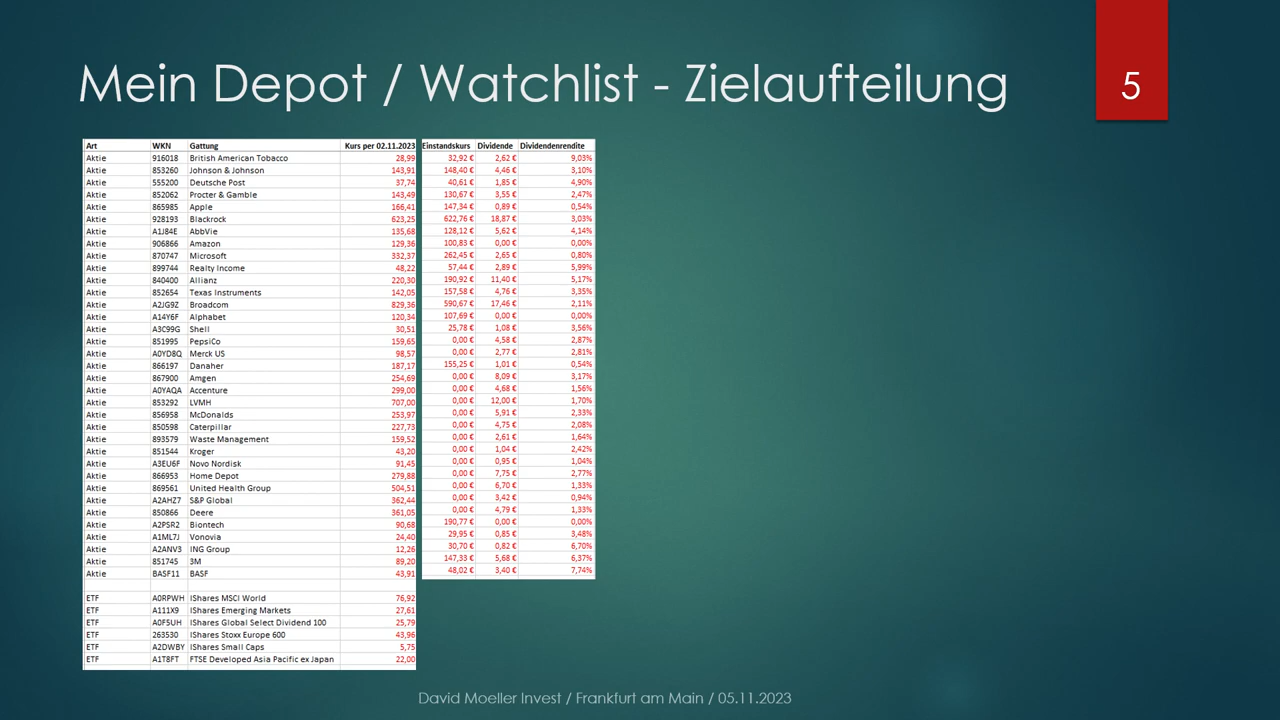 Mein Depot / Watchlist - Zielaufteilung
5
Art WKN Gattung Kurs per 02.11.2023 Einstandskurs Dividende Dividendenrendite
Aktie 916018 British American Tobacco 28,99 32,92 € 2,62 € 9,03%
Aktie 853260 Johnson & Johnson 143,91 148,40 € 4,46 € 3,10%
Aktie 555200 Deutsche Post 37,74 40,61 € 1,85 € 4,90%
Aktie 852062 Procter & Gamble 143,49 130,67 € 3,55 € 2,47%
Aktie 865985 Apple 166,41 147,34 € 0,89 € 0,54%
Aktie 928193 Blackrock 623,25 622,76 € 18,87 € 3,03%
Aktie A1J84E AbbVie 135,68 128,12 € 5,62 € 4,14%
Aktie 906866 Amazon 129,36 100,83 € 0,00 € 0,00%
Aktie 870747 Microsoft 332,37 262,45 € 2,65 € 0,80%
Aktie 899744 Realty Income 48,22 57,44 € 2,89 € 5,99%
Aktie 840400 Allianz 220,30 190,92 € 11,40 € 5,17%
Aktie 852654 Texas Instruments 142,05 157,58 € 4,76 € 3,35%
Aktie A2JG9Z Broadcom 829,36 590,67 € 17,46 € 2,11%
Aktie A14Y6F Alphabet 120,34 107,69 € 0,00 € 0,00%
Aktie A3C99G Shell 30,51 25,78 € 1,08 € 3,56%
Aktie 851995 PepsiCo 159,65 0,00 € 4,58 € 2,87%
Aktie A0YD8Q Merck US 98,57 0,00 € 2,77 € 2,81%
Aktie 866197 Danaher 187,17 155,25 € 1,01 € 0,54%
Aktie 867900 Amgen 254,69 0,00 € 8,09 € 3,17%
Aktie A0YAQA Accenture 299,00 0,00 € 4,68 € 1,56%
Aktie 853292 LVMH 707,00 0,00 € 12,00 € 1,70%
Aktie 856958 McDonalds 253,97 0,00 € 5,91 € 2,33%
Aktie 850598 Caterpillar 227,73 0,00 € 4,75 € 2,08%
Aktie 893579 Waste Management 159,52 0,00 € 2,61 € 1,64%
Aktie 851544 Kroger 43,20 0,00 € 1,04 € 2,42%
Aktie A3EU6F Novo Nordisk 91,45 0,00 € 0,95 € 1,04%
Aktie 866953 Home Depot 279,88 0,00 € 7,75 € 2,77%
Aktie 869561 United Health Group 504,51 0,00 € 6,70 € 1,33%
Aktie A2AHZ7 S&P Global 362,44 0,00 € 3,42 € 0,94%
Aktie 850866 Deere 361,05 0,00 € 4,79 € 1,33%
Aktie A2PSR2 Biontech 90,68 190,77 € 0,00 € 0,00%
Aktie A1ML7J Vonovia 24,40 29,95 € 0,85 € 3,48%
Aktie A2ANV3 ING Group 12,26 30,70 € 0,82 € 6,70%
Aktie 851745 3M 89,20 147,33 € 5,68 € 6,37%
Aktie BASF11 BASF 43,91 48,02 € 3,40 € 7,74%
ETF A0RPWH IShares MSCI World 76,92
ETF A111X9 IShares Emerging Markets 27,61
ETF A0F5UH IShares Global Select Dividend 100 25,79
ETF 263530 IShares Stoxx Europe 600 43,96
ETF A2DWBY IShares Small Caps 5,75
ETF A1T8FT FTSE Developed Asia Pacific ex Japan 22,00
David Moeller Invest / Frankfurt am Main / 05.11.2023